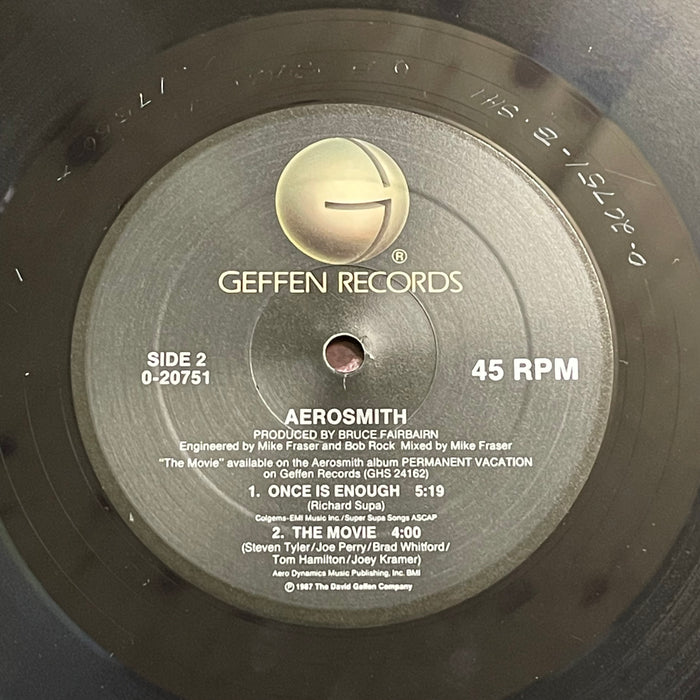 G
®
GEFFEN RECORDS
SIDE 2
0-20751
45 RPM
AEROSMITH
PRODUCED BY BRUCE FAIRBAIRN
Engineered by Mike Fraser and Bob Rock Mixed by Mike Fraser
"The Movie" available on the Aerosmith album PERMANENT VACATION
on Geffen Records (GHS 24162)
1. ONCE IS ENOUGH 5:19
(Richard Supa)
Colgems-EMI Music Inc./Super Supa Songs ASCAP
2. THE MOVIE 4:00
(Steven Tyler/Joe Perry/Brad Whitford/
Tom Hamilton/Joey Kramer)
Aero Dynamics Music Publishing, Inc. BMI
℗ © 1987 The David Geffen Company